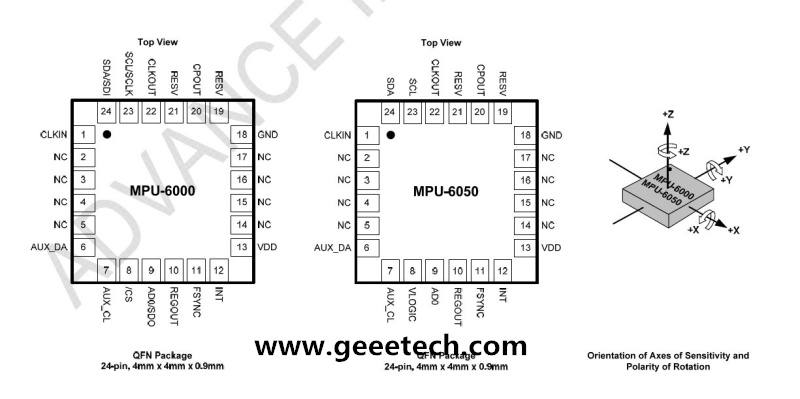 ADVANCE
Top View
SDA/SDI SCL/SCLK CLKOUT RESV CPOUT RESV
24 23 22 21 20 19
CLKIN 1 18 GND
NC 2 17 NC
NC 3 16 NC
NC 4 15 NC
NC 5 14 NC
AUX_DA 6 13 VDD
MPU-6000
7 8 9 10 11 12
AUX_CL /CS AD0/SDO REGOUT FSYNC INT
QFN Package
24-pin, 4mm x 4mm x 0.9mm
Top View
SDA SCL CLKOUT RESV CPOUT RESV
24 23 22 21 20 19
CLKIN 1 18 GND
NC 2 17 NC
NC 3 16 NC
NC 4 15 NC
NC 5 14 NC
AUX_DA 6 13 VDD
MPU-6050
7 8 9 10 11 12
AUX_CL VLOGIC AD0 REGOUT FSYNC INT
QFN Package
24-pin, 4mm x 4mm x 0.9mm
www.geeetech.com
+Z
+Z
+Y
+Y
MPU-6000
MPU-6050
+X
+X
Orientation of Axes of Sensitivity and
Polarity of Rotation